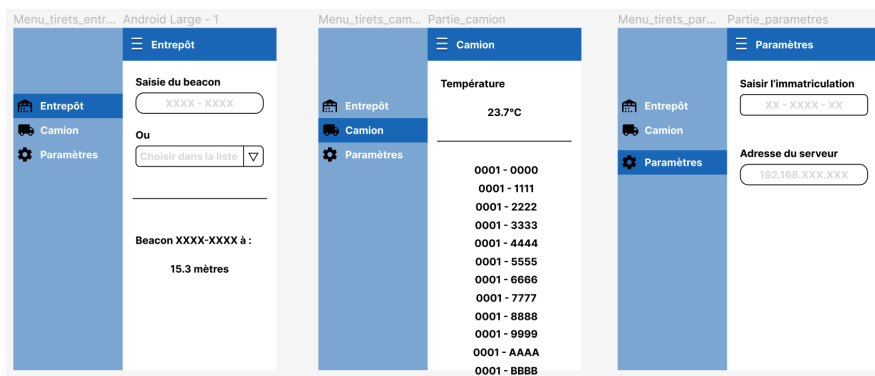 Menu_tirets_entr...
Android Large - 1
Entrepôt
Saisie du beacon
XXXX - XXXX
Entrepôt
Camion
Ou
Paramètres
Choisir dans la liste
Beacon XXXX-XXXX à :
15.3 mètres
Menu_tirets_cam...
Partie_camion
Camion
Température
Entrepôt
23.7°C
Camion
Paramètres
0001 - 0000
0001 - 1111
0001 - 2222
0001 - 3333
0001 - 4444
0001 - 5555
0001 - 6666
0001 - 7777
0001 - 8888
0001 - 9999
0001 - AAAA
0001 - BBBB
Menu_tirets_par...
Partie_parametres
Paramètres
Saisir l'immatriculation
XX - XXXX - XX
Entrepôt
Camion
Adresse du serveur
Paramètres
192.168.XXX.XXX